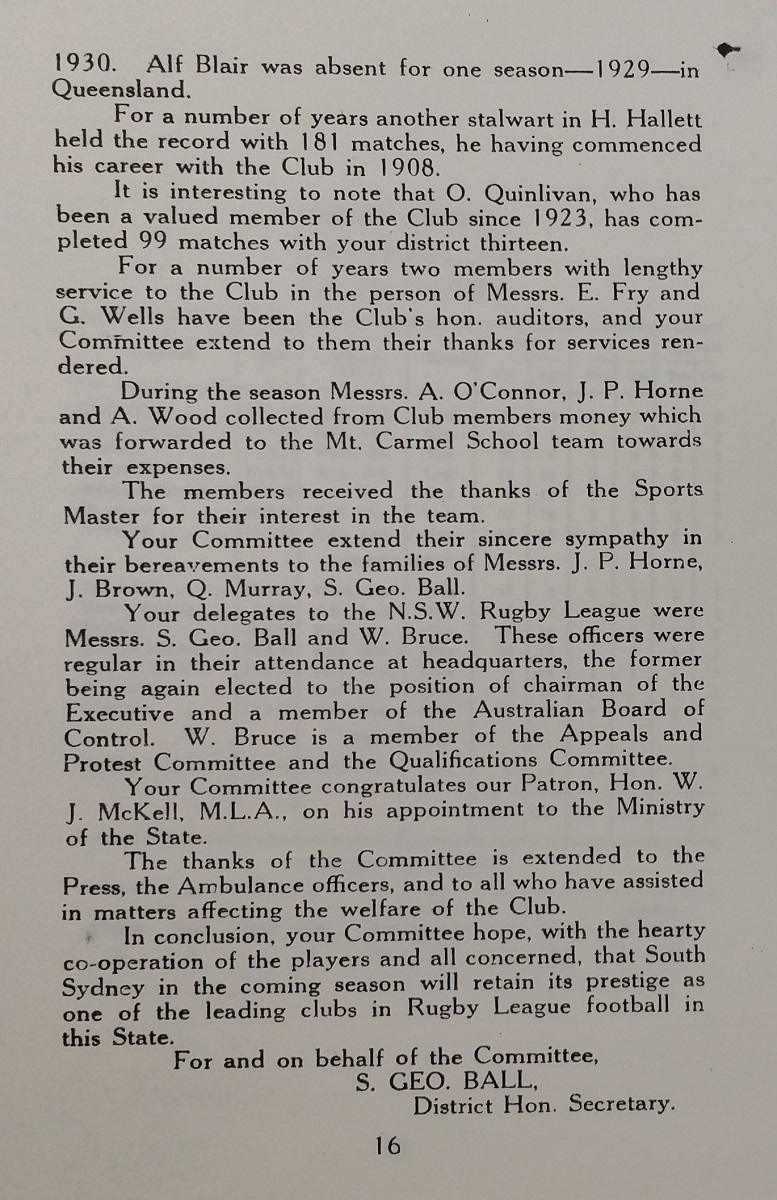 1930. Alf Blair was absent for one season—1929—in
Queensland.
For a number of years another stalwart in H. Hallett
held the record with 181 matches, he having commenced
his career with the Club in 1908.
It is interesting to note that O. Quinlivan, who has
been a valued member of the Club since 1923, has com-
pleted 99 matches with your district thirteen.
For a number of years two members with lengthy
service to the Club in the person of Messrs. E. Fry and
G. Wells have been the Club's hon. auditors, and your
Committee extend to them their thanks for services ren-
dered.
During the season Messrs. A. O'Connor, J. P. Horne
and A. Wood collected from Club members money which
was forwarded to the Mt. Carmel School team towards
their expenses.
The members received the thanks of the Sports
Master for their interest in the team.
Your Committee extend their sincere sympathy in
their bereavements to the families of Messrs. J. P. Horne,
J. Brown, Q. Murray, S. Geo. Ball.
Your delegates to the N.S.W. Rugby League were
Messrs. S. Geo. Ball and W. Bruce. These officers were
regular in their attendance at headquarters, the former
being again elected to the position of chairman of the
Executive and a member of the Australian Board of
Control. W. Bruce is a member of the Appeals and
Protest Committee and the Qualifications Committee.
Your Committee congratulates our Patron, Hon. W.
J. McKell, M.L.A., on his appointment to the Ministry
of the State.
The thanks of the Committee is extended to the
Press, the Ambulance officers, and to all who have assisted
in matters affecting the welfare of the Club.
In conclusion, your Committee hope, with the hearty
co-operation of the players and all concerned, that South
Sydney in the coming season will retain its prestige as
one of the leading clubs in Rugby League football in
this State.
For and on behalf of the Committee,
S. GEO. BALL,
District Hon. Secretary.
16